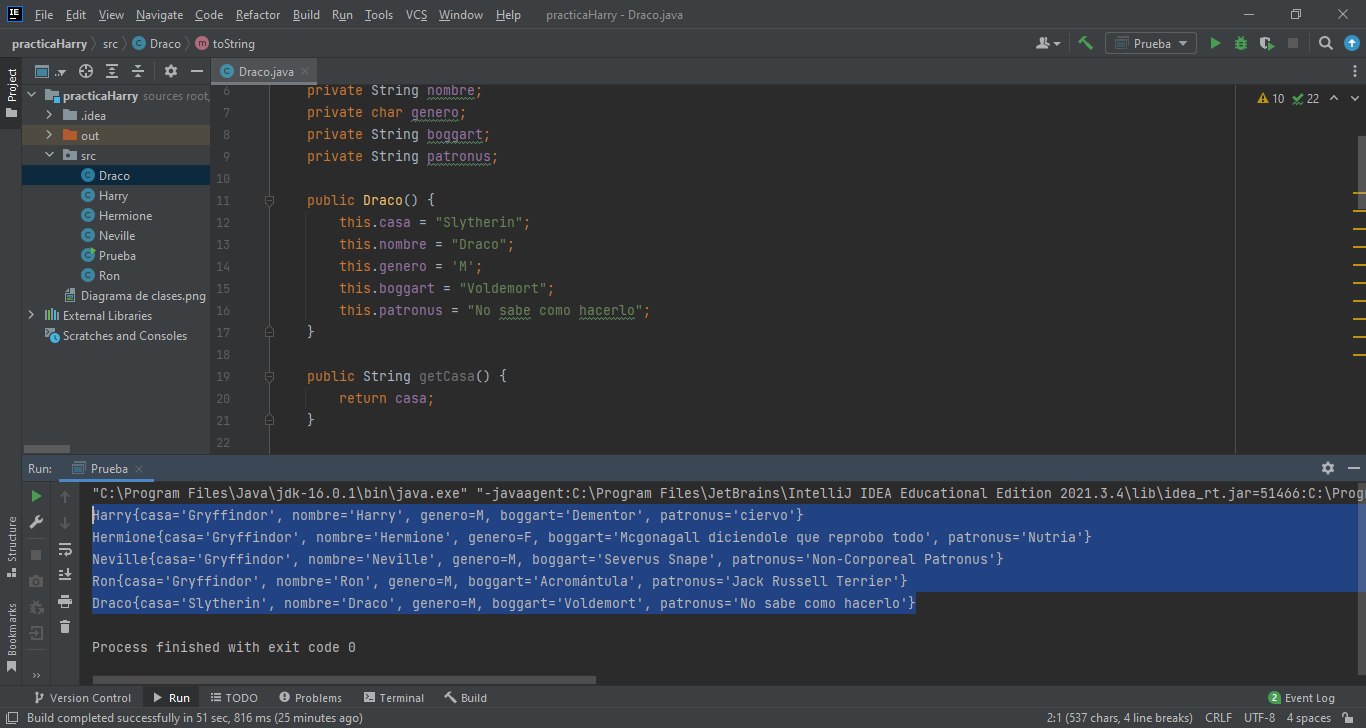 File Edit View Navigate Code Refactor Build Run Tools VCS Window Help practicaHarry - Draco.java
practicaHarry src Draco toString Prueba
Project
Draco.java
practicaHarry sources root,
.idea
out
src
Draco
Harry
Hermione
Neville
Prueba
Ron
Diagrama de clases.png
External Libraries
Scratches and Consoles
10 22
6 private String nombre;
7 private char genero;
8 private String boggart;
9 private String patronus;
10
11 public Draco() {
12 this.casa = "Slytherin";
13 this.nombre = "Draco";
14 this.genero = 'M';
15 this.boggart = "Voldemort";
16 this.patronus = "No sabe como hacerlo";
17 }
18
19 public String getCasa() {
20 return casa;
21 }
22
Run: Prueba
"C:\Program Files\Java\jdk-16.0.1\bin\java.exe" "-javaagent:C:\Program Files\JetBrains\IntelliJ IDEA Educational Edition 2021.3.4\lib\idea_rt.jar=51466:C:\Prog
Harry{casa='Gryffindor', nombre='Harry', genero=M, boggart='Dementor', patronus='ciervo'}
Hermione{casa='Gryffindor', nombre='Hermione', genero=F, boggart='Mcgonagall diciendole que reprobo todo', patronus='Nutria'}
Neville{casa='Gryffindor', nombre='Neville', genero=M, boggart='Severus Snape', patronus='Non-Corporeal Patronus'}
Ron{casa='Gryffindor', nombre='Ron', genero=M, boggart='Acromántula', patronus='Jack Russell Terrier'}
Draco{casa='Slytherin', nombre='Draco', genero=M, boggart='Voldemort', patronus='No sabe como hacerlo'}
Process finished with exit code 0
Structure
Bookmarks
Version Control Run TODO Problems Terminal Build 2 Event Log
Build completed successfully in 51 sec, 816 ms (25 minutes ago) 2:1 (537 chars, 4 line breaks) CRLF UTF-8 4 spaces